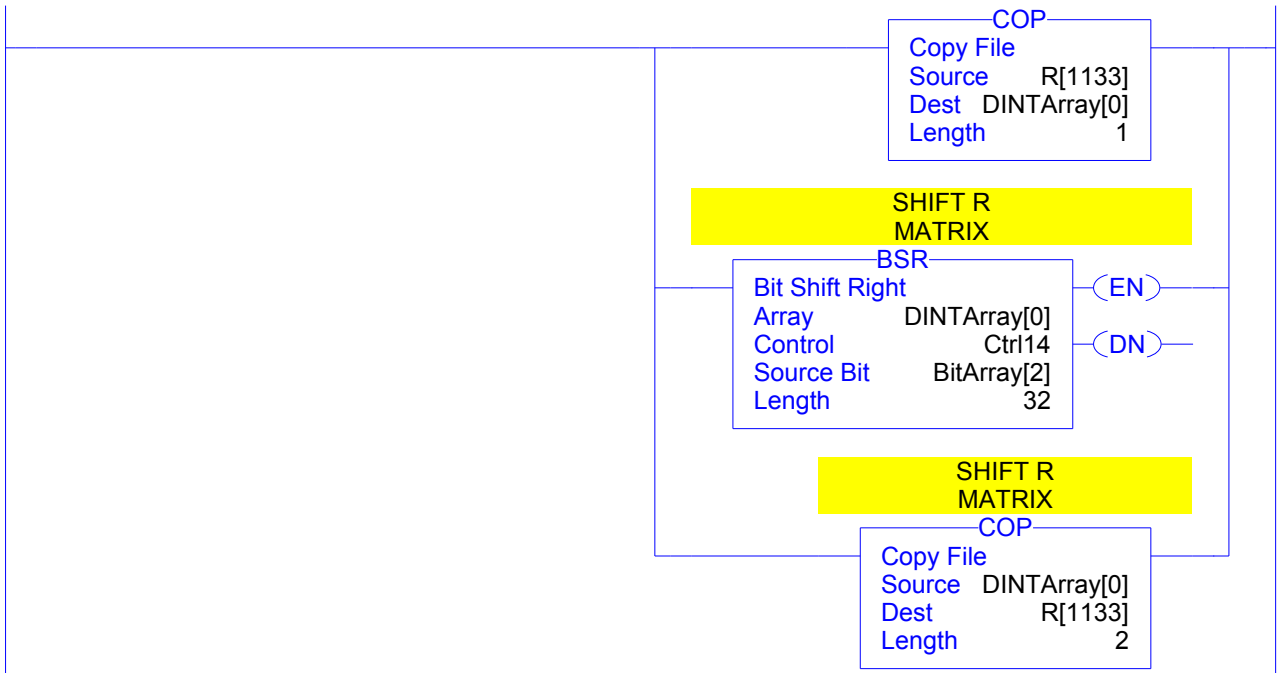 COP
Copy File
Source R[1133]
Dest DINTArray[0]
Length 1
SHIFT R
MATRIX
BSR
Bit Shift Right
Array DINTArray[0]
Control Ctrl14
Source Bit BitArray[2]
Length 32
EN
DN
SHIFT R
MATRIX
COP
Copy File
Source DINTArray[0]
Dest R[1133]
Length 2